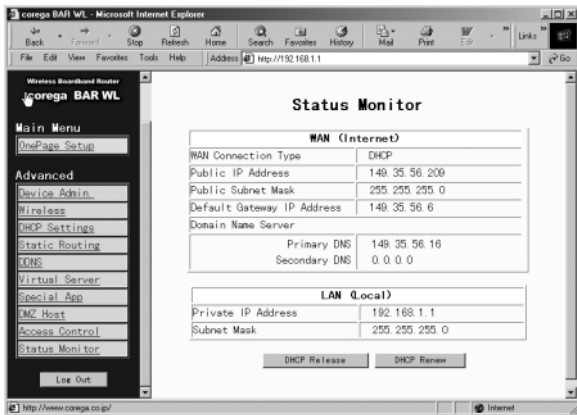 corega BAR WL - Microsoft Internet Explorer
Back Forward Stop Refresh Home Search Favorites History Mail Print Edit » Links »
File Edit View Favorites Tools Help Address http://192.168.1.1 Go
Wireless Boardband Router
corega BAR WL
Main Menu
OnePage Setup
Advanced
Device Admin.
Wireless
DHCP Settings
Static Routing
DDNS
Virtual Server
Special App
DMZ Host
Access Control
Status Monitor
Log Out
Status Monitor
WAN (Internet)
WAN Connection Type DHCP
Public IP Address 149.35.56.209
Public Subnet Mask 255.255.255.0
Default Gateway IP Address 149.35.56.6
Domain Name Server
Primary DNS 149.35.56.16
Secondary DNS 0.0.0.0
LAN (Local)
Private IP Address 192.168.1.1
Subnet Mask 255.255.255.0
DHCP Release DHCP Renew
http://www.corega.co.jp/ Internet